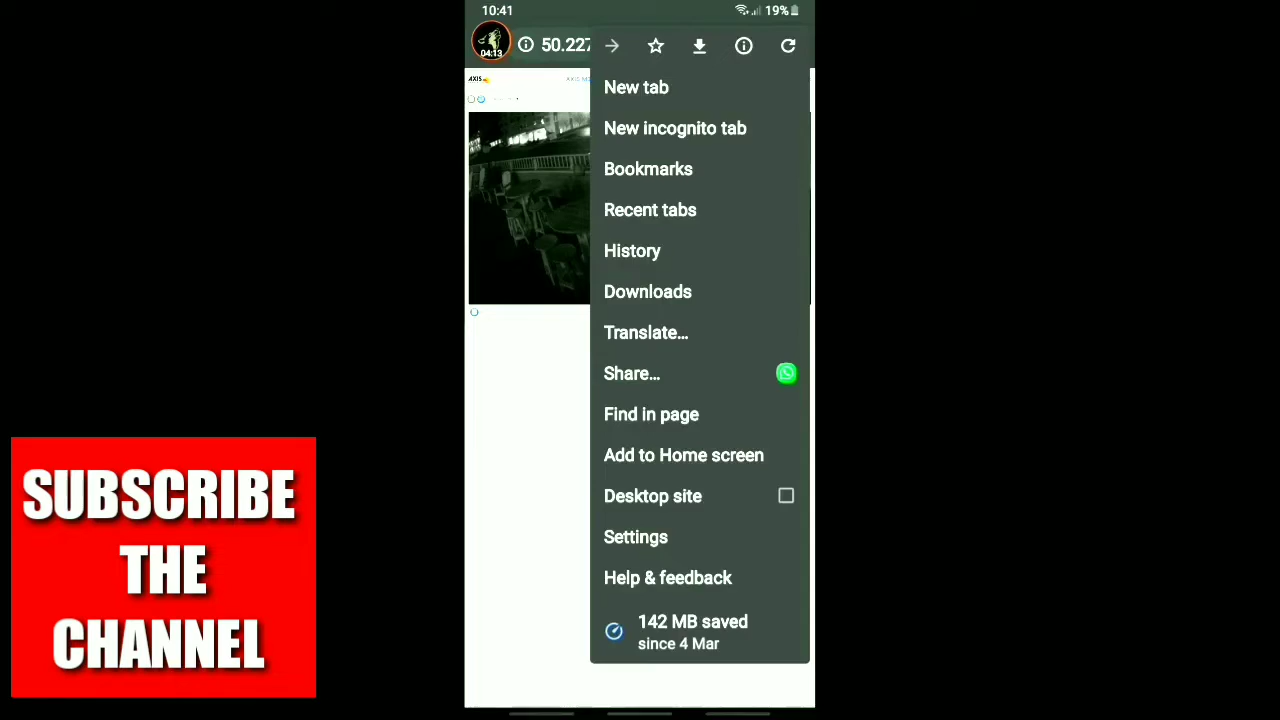 10:41
19%
04:13
50.227
AXIS
AXIS M
New tab
New incognito tab
Bookmarks
Recent tabs
History
Downloads
Translate...
Share...
Find in page
Add to Home screen
Desktop site
Settings
Help & feedback
142 MB saved
since 4 Mar
SUBSCRIBE
THE
CHANNEL